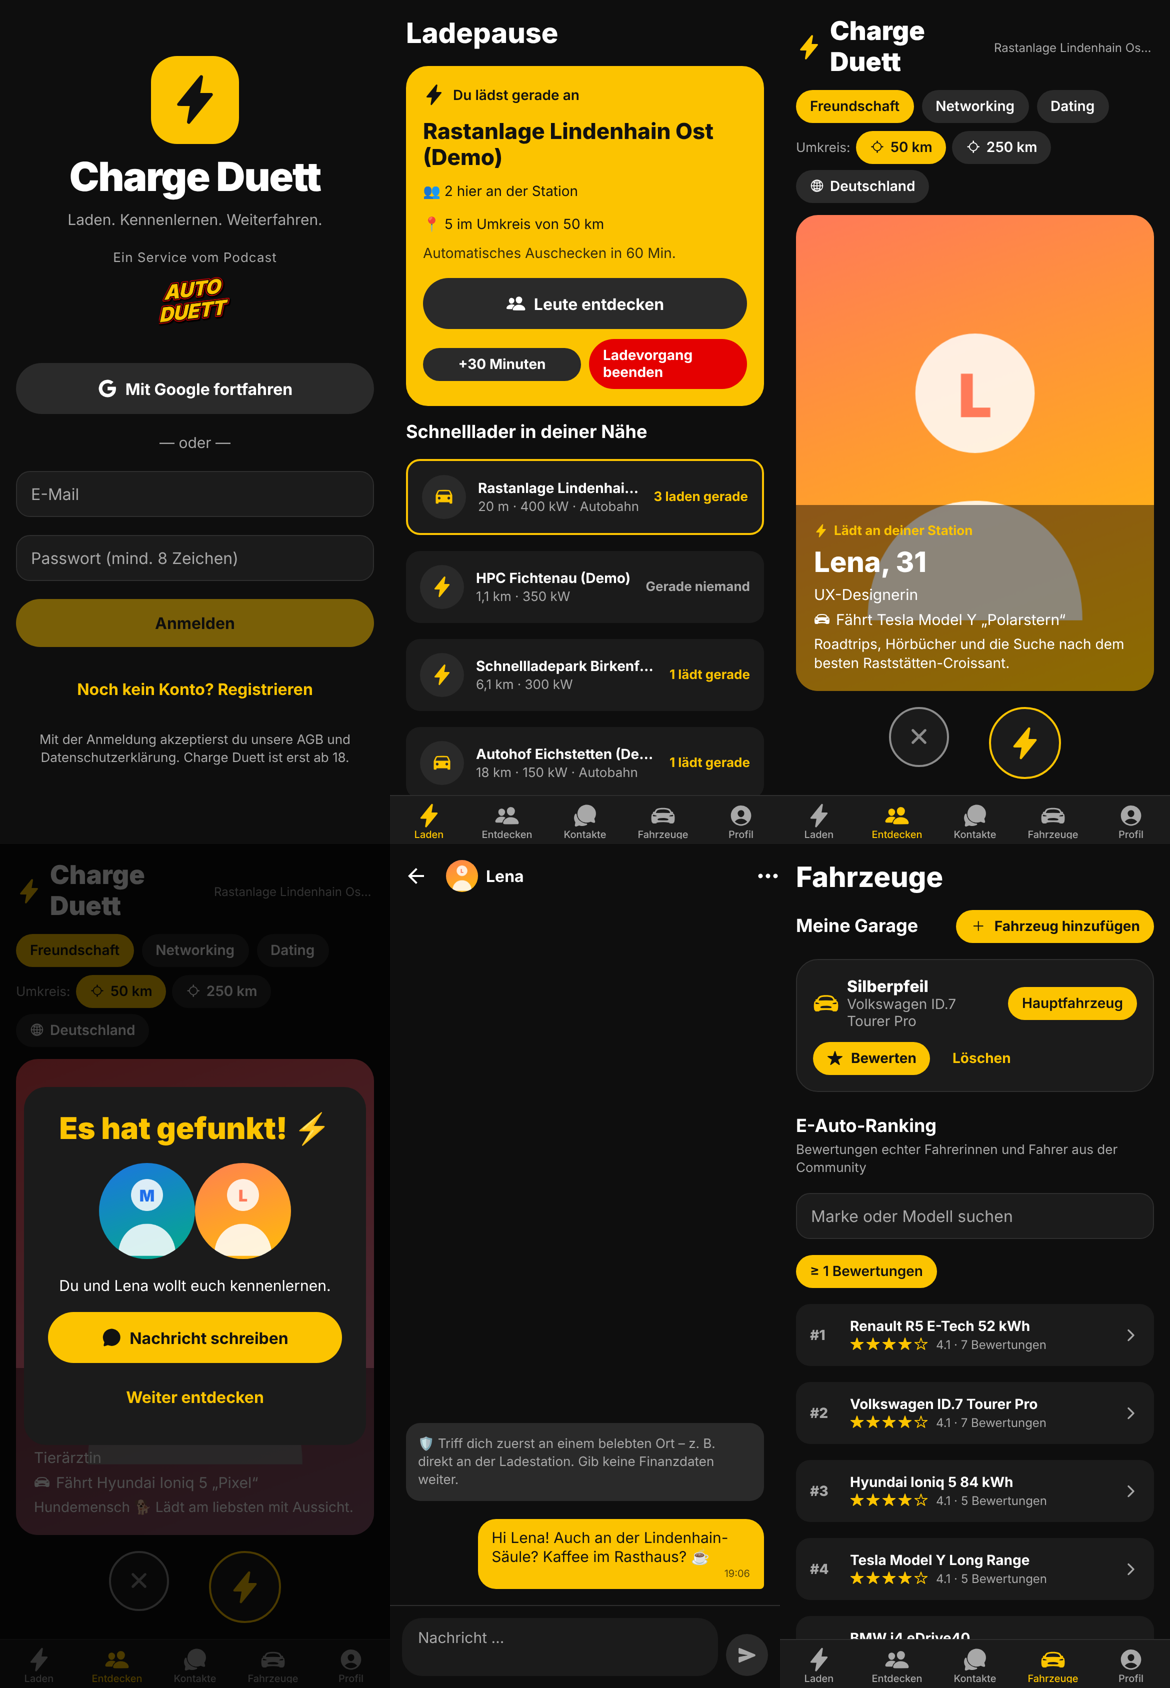 Charge Duett
Laden. Kennenlernen. Weiterfahren.
Ein Service vom Podcast
AUTO
DUETT
Mit Google fortfahren
— oder —
E-Mail
Passwort (mind. 8 Zeichen)
Anmelden
Noch kein Konto? Registrieren
Mit der Anmeldung akzeptierst du unsere AGB und
Datenschutzerklärung. Charge Duett ist erst ab 18.
Ladepause
Du lädst gerade an
Rastanlage Lindenhain Ost
(Demo)
👥 2 hier an der Station
📍 5 im Umkreis von 50 km
Automatisches Auschecken in 60 Min.
Leute entdecken
+30 Minuten
Ladevorgang
beenden
Schnelllader in deiner Nähe
Rastanlage Lindenhai...
3 laden gerade
20 m · 400 kW · Autobahn
HPC Fichtenau (Demo)
Gerade niemand
1,1 km · 350 kW
Schnellladepark Birkenf...
1 lädt gerade
6,1 km · 300 kW
Autohof Eichstetten (De...
1 lädt gerade
18 km · 150 kW · Autobahn
Laden
Entdecken
Kontakte
Fahrzeuge
Profil
Charge
Duett
Rastanlage Lindenhain Os...
Freundschaft
Networking
Dating
Umkreis:
50 km
250 km
Deutschland
L
Lädt an deiner Station
Lena, 31
UX-Designerin
Fährt Tesla Model Y „Polarstern“
Roadtrips, Hörbücher und die Suche nach dem
besten Raststätten-Croissant.
Laden
Entdecken
Kontakte
Fahrzeuge
Profil
Charge
Duett
Rastanlage Lindenhain Os...
Freundschaft
Networking
Dating
Umkreis:
50 km
250 km
Deutschland
Es hat gefunkt! ⚡
M
L
Du und Lena wollt euch kennenlernen.
Nachricht schreiben
Weiter entdecken
Tierärztin
Fährt Hyundai Ioniq 5 „Pixel“
Hundemensch 🐕 Lädt am liebsten mit Aussicht.
Laden
Entdecken
Kontakte
Fahrzeuge
Profil
L
Lena
🛡️ Triff dich zuerst an einem belebten Ort – z. B.
direkt an der Ladestation. Gib keine Finanzdaten
weiter.
Hi Lena! Auch an der Lindenhain-
Säule? Kaffee im Rasthaus? ☕
19:06
Nachricht ...
Fahrzeuge
Meine Garage
+ Fahrzeug hinzufügen
Silberpfeil
Volkswagen ID.7
Tourer Pro
Hauptfahrzeug
★ Bewerten
Löschen
E-Auto-Ranking
Bewertungen echter Fahrerinnen und Fahrer aus der
Community
Marke oder Modell suchen
≥ 1 Bewertungen
#1
Renault R5 E-Tech 52 kWh
★★★★☆ 4.1 · 7 Bewertungen
#2
Volkswagen ID.7 Tourer Pro
★★★★☆ 4.1 · 7 Bewertungen
#3
Hyundai Ioniq 5 84 kWh
★★★★☆ 4.1 · 5 Bewertungen
#4
Tesla Model Y Long Range
★★★★☆ 4.1 · 5 Bewertungen
BMW i4 eDrive40
Laden
Entdecken
Kontakte
Fahrzeuge
Profil